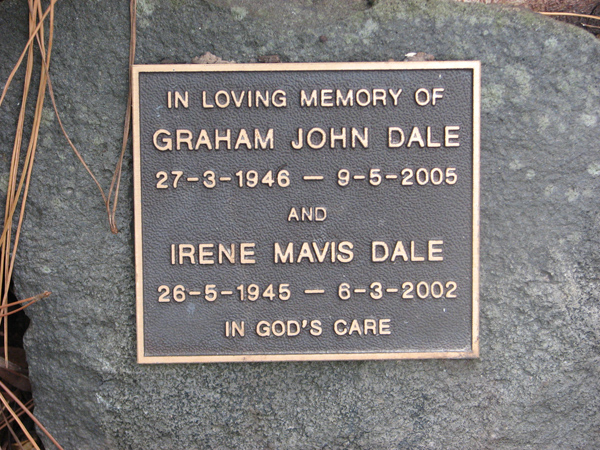 IN LOVING MEMORY OF
GRAHAM JOHN DALE
27-3-1946 — 9-5-2005
AND
IRENE MAVIS DALE
26-5-1945 — 6-3-2002
IN GOD'S CARE